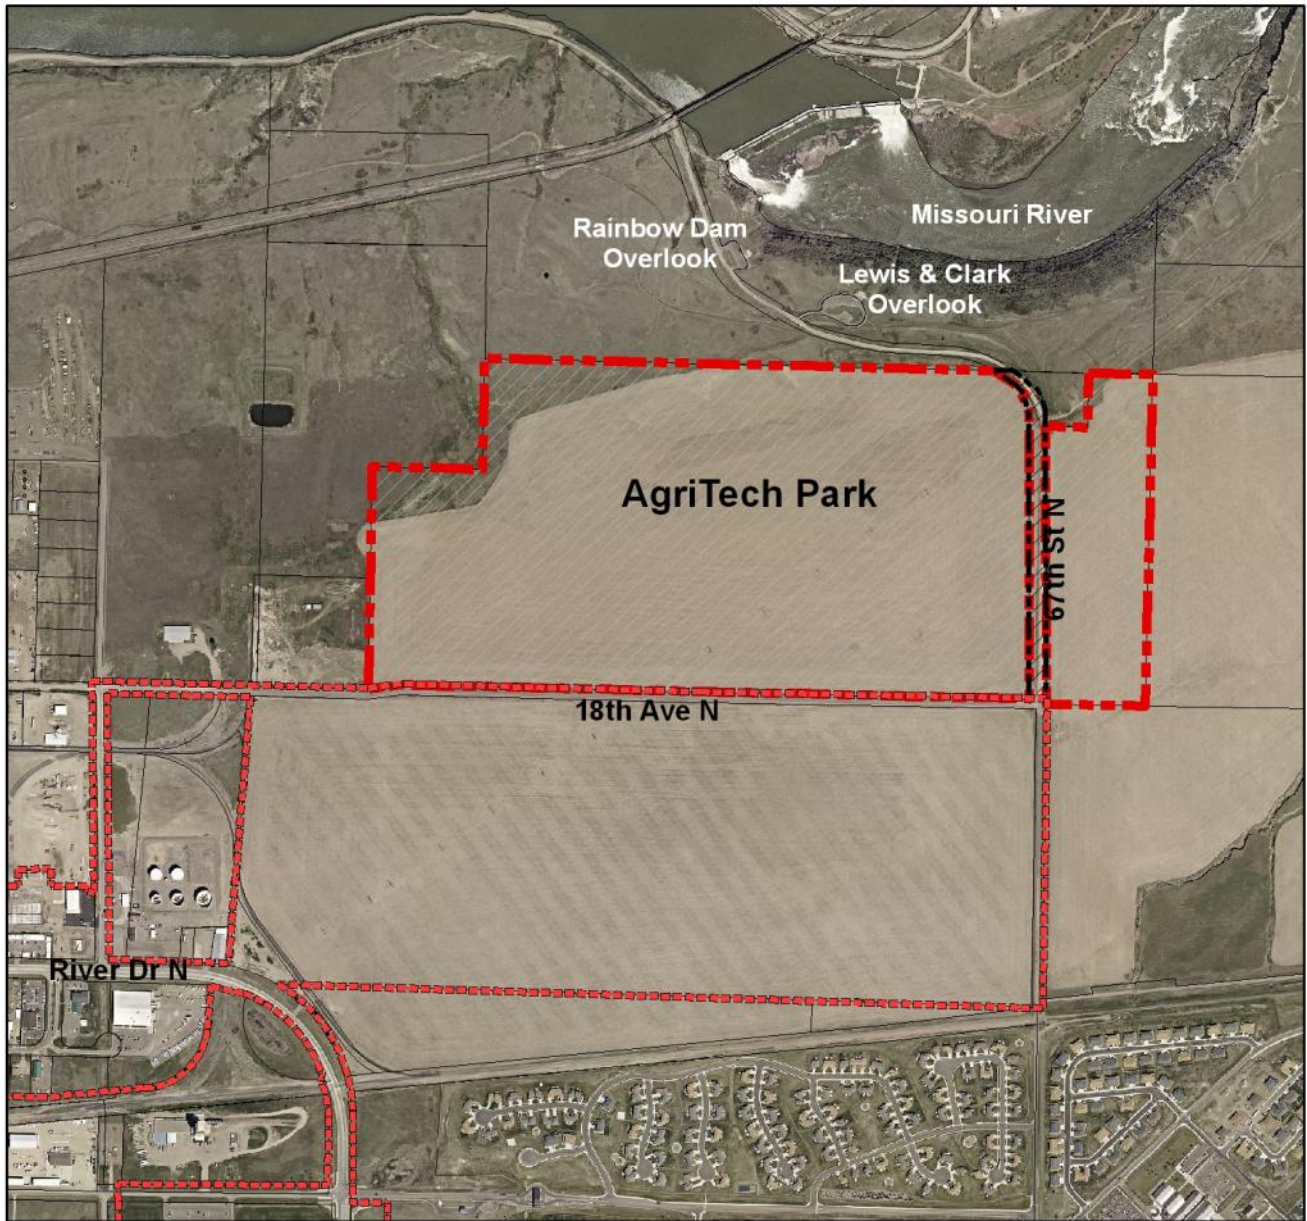 Missouri River
Rainbow Dam
Overlook
Lewis & Clark
Overlook
AgriTech Park
67th St N
18th Ave N
River Dr N